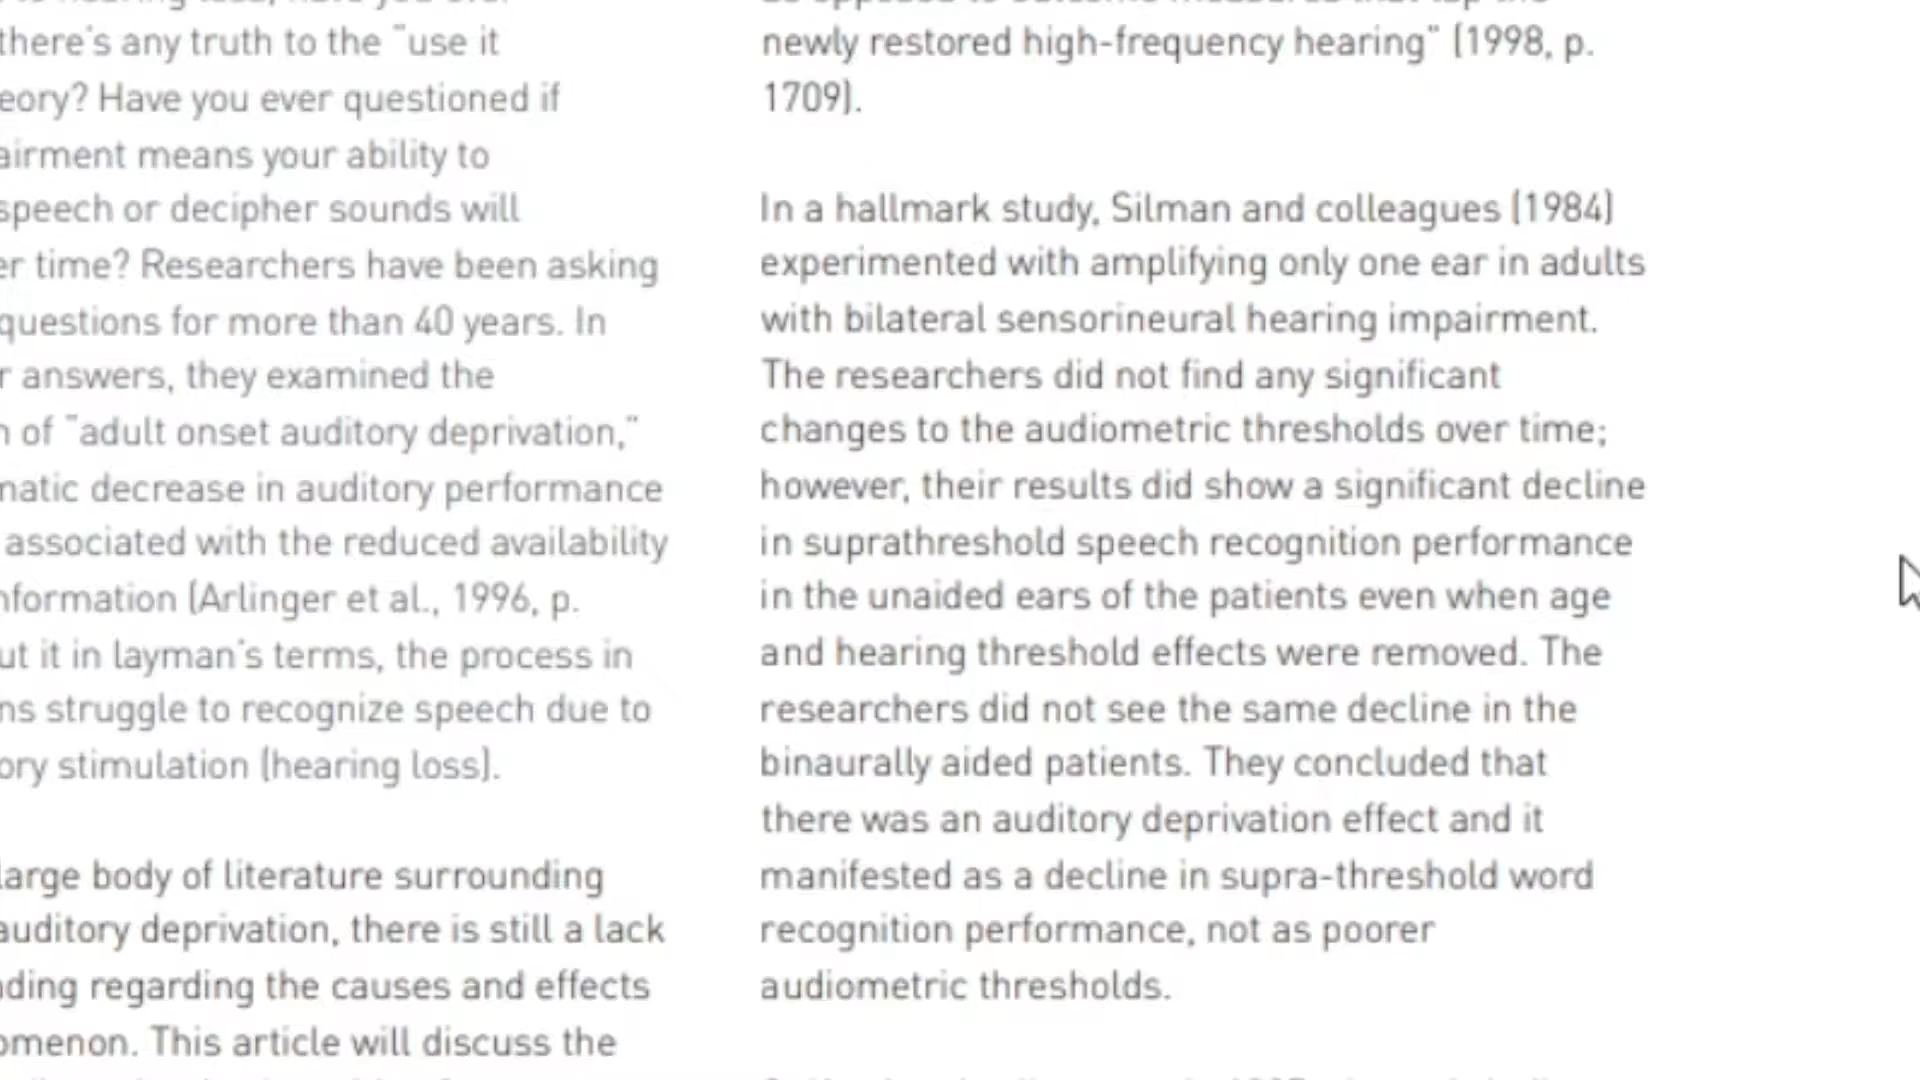 there's any truth to the "use it
eory? Have you ever questioned if
airment means your ability to
speech or decipher sounds will
er time? Researchers have been asking
questions for more than 40 years. In
r answers, they examined the
n of "adult onset auditory deprivation,"
natic decrease in auditory performance
associated with the reduced availability
nformation (Arlinger et al., 1996, p.
ut it in layman's terms, the process in
ns struggle to recognize speech due to
ory stimulation (hearing loss).
large body of literature surrounding
auditory deprivation, there is still a lack
nding regarding the causes and effects
omenon. This article will discuss the
newly restored high-frequency hearing" (1998, p.
1709).
In a hallmark study, Silman and colleagues (1984)
experimented with amplifying only one ear in adults
with bilateral sensorineural hearing impairment.
The researchers did not find any significant
changes to the audiometric thresholds over time;
however, their results did show a significant decline
in suprathreshold speech recognition performance
in the unaided ears of the patients even when age
and hearing threshold effects were removed. The
researchers did not see the same decline in the
binaurally aided patients. They concluded that
there was an auditory deprivation effect and it
manifested as a decline in supra-threshold word
recognition performance, not as poorer
audiometric thresholds.